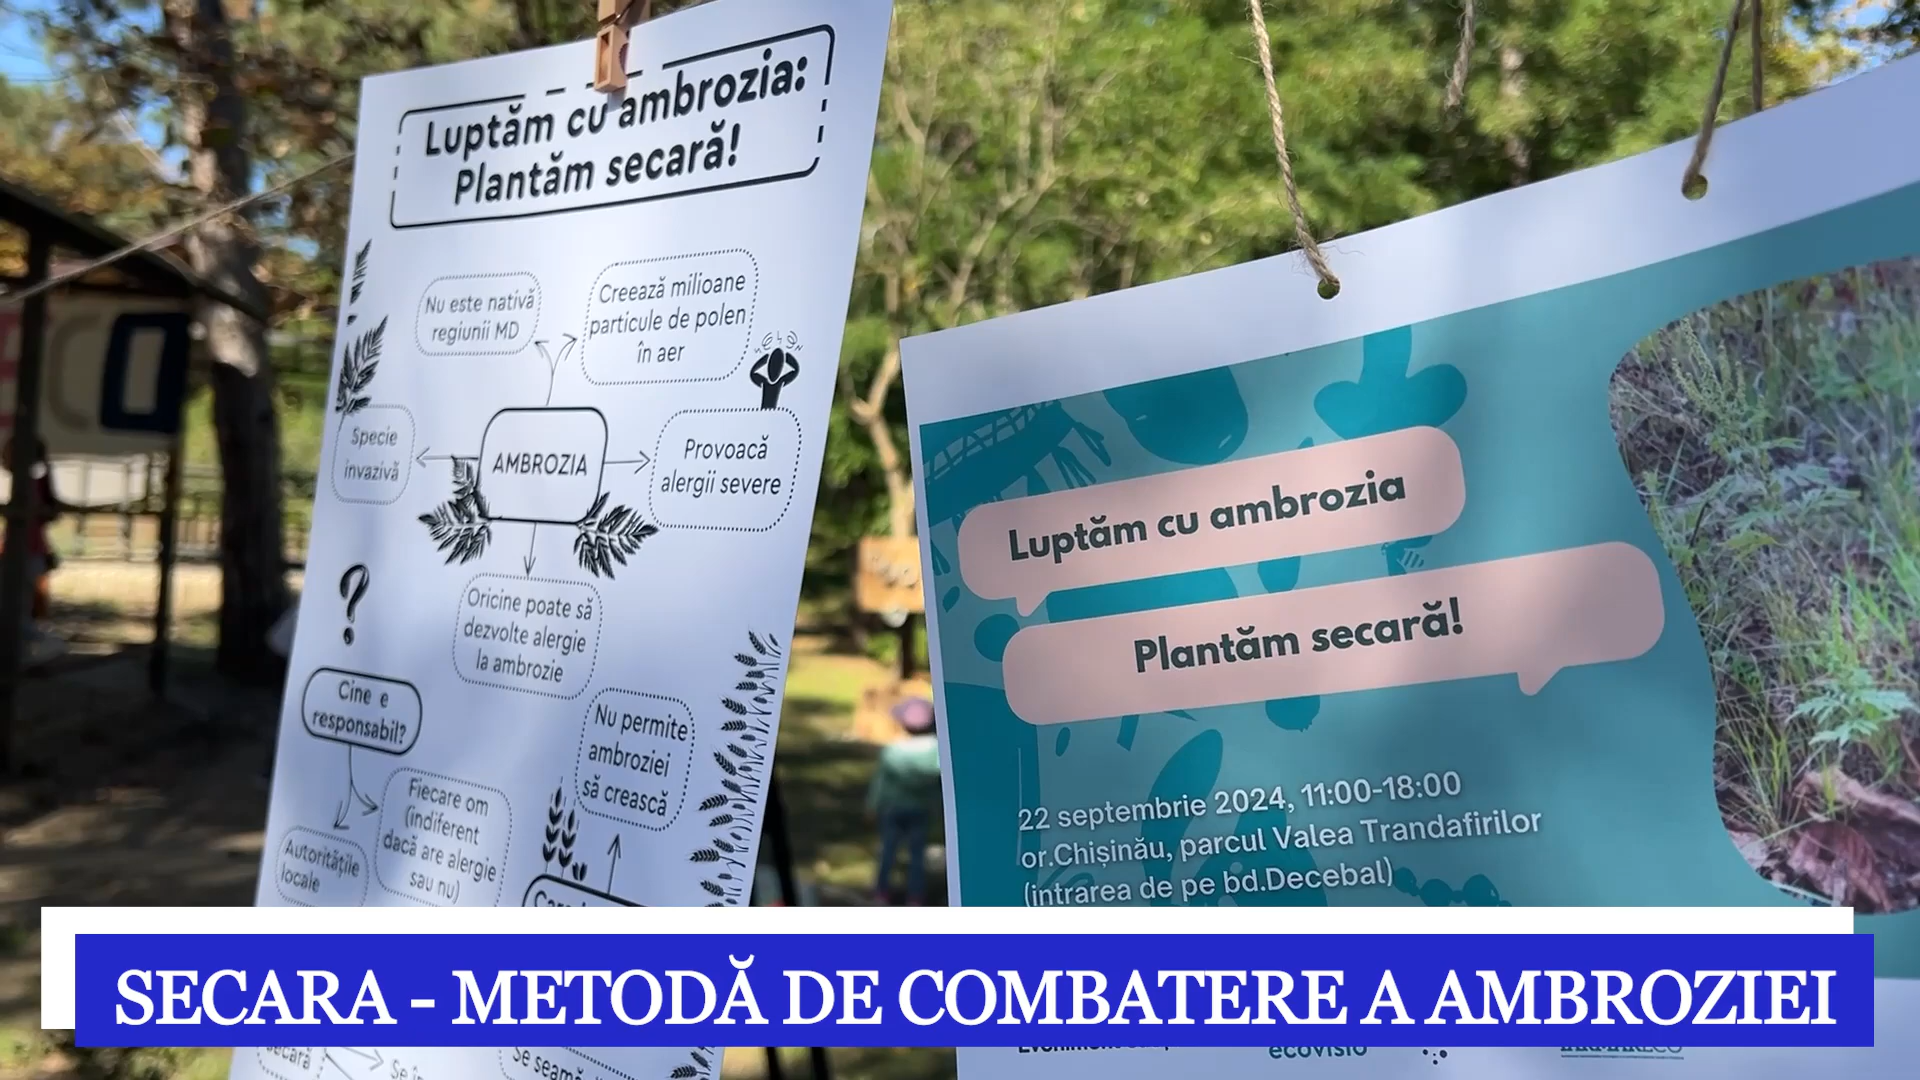 Luptăm cu ambrozia:
Plantăm secară!
Nu este nativă
regiunii MD
Creează milioane
particule de polen
în aer
Specie
invazivă
AMBROZIA
Provoacă
alergii severe
Oricine poate să
dezvolte alergie
la ambrozie
?
Cine e
responsabil?
Nu permite
ambroziei
să crească
Fiecare om
(indiferent
dacă are alergie
sau nu)
Autoritățile
locale
Luptăm cu ambrozia
Plantăm secară!
22 septembrie 2024, 11:00-18:00
or.Chișinău, parcul Valea Trandafirilor
(intrarea de pe bd.Decebal)
SECARA - METODĂ DE COMBATERE A AMBROZIEI
secară
ecovisio